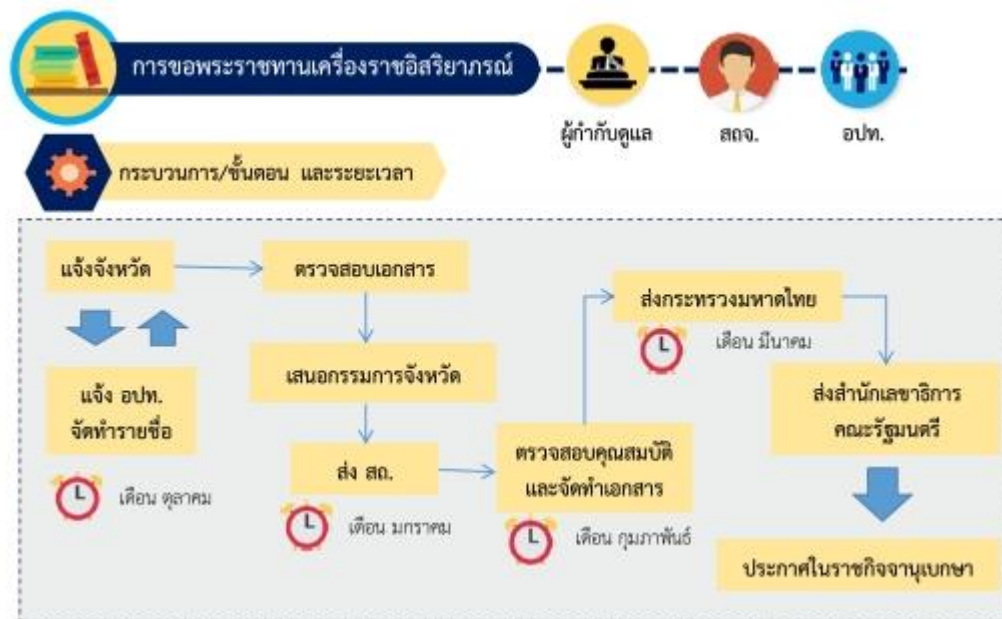 การขอพระราชทานเครื่องราชอิสริยาภรณ์
ผู้กำกับดูแล
สถจ.
อปท.
กระบวนการ/ขั้นตอน และระยะเวลา
แจ้งจังหวัด
ตรวจสอบเอกสาร
ส่งกระทรวงมหาดไทย
เดือน มีนาคม
แจ้ง อปท.
จัดทำรายชื่อ
เสนอกรรมการจังหวัด
ส่งสำนักเลขาธิการ
คณะรัฐมนตรี
ส่ง สถ.
ตรวจสอบคุณสมบัติ
และจัดทำเอกสาร
เดือน ตุลาคม
เดือน มกราคม
เดือน กุมภาพันธ์
ประกาศในราชกิจจานุเบกษา